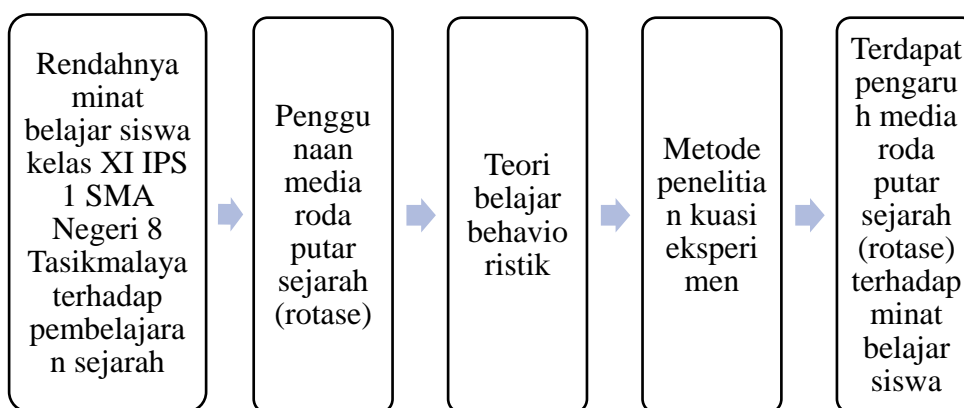 Rendahnya
minat
belajar siswa
kelas XI IPS
1 SMA
Negeri 8
Tasikmalaya
terhadap
pembelajara
n sejarah
Penggu
naan
media
roda
putar
sejarah
(rotase)
Teori
belajar
behavio
ristik
Metode
penelitia
n kuasi
eksperi
men
Terdapat
pengaru
h media
roda
putar
sejarah
(rotase)
terhadap
minat
belajar
siswa